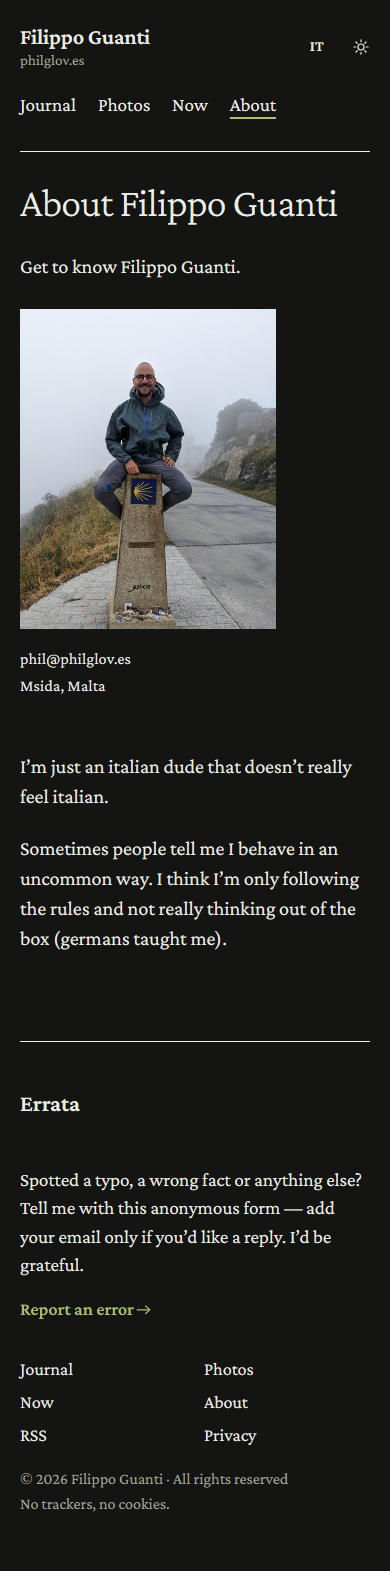 Filippo Guanti
philglov.es
IT
Journal Photos Now About
About Filippo Guanti
Get to know Filippo Guanti.
galicia
phil@philglov.es
Msida, Malta
I’m just an italian dude that doesn’t really
feel italian.
Sometimes people tell me I behave in an
uncommon way. I think I’m only following
the rules and not really thinking out of the
box (germans taught me).
Errata
Spotted a typo, a wrong fact or anything else?
Tell me with this anonymous form — add
your email only if you’d like a reply. I’d be
grateful.
Report an error →
Journal Photos
Now About
RSS Privacy
© 2026 Filippo Guanti · All rights reserved
No trackers, no cookies.